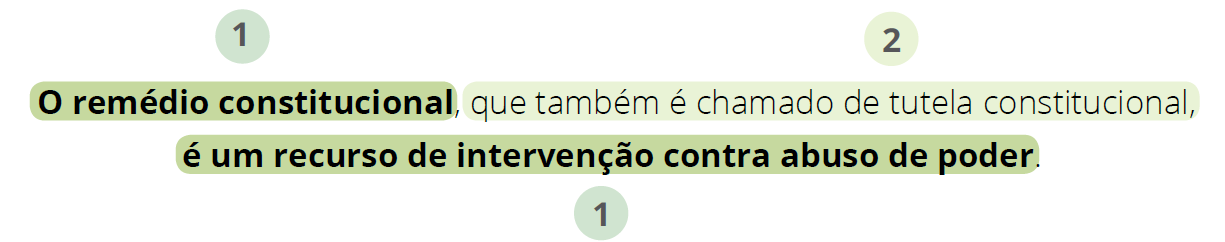 1 2
O remédio constitucional, que também é chamado de tutela constitucional,
é um recurso de intervenção contra abuso de poder.
1